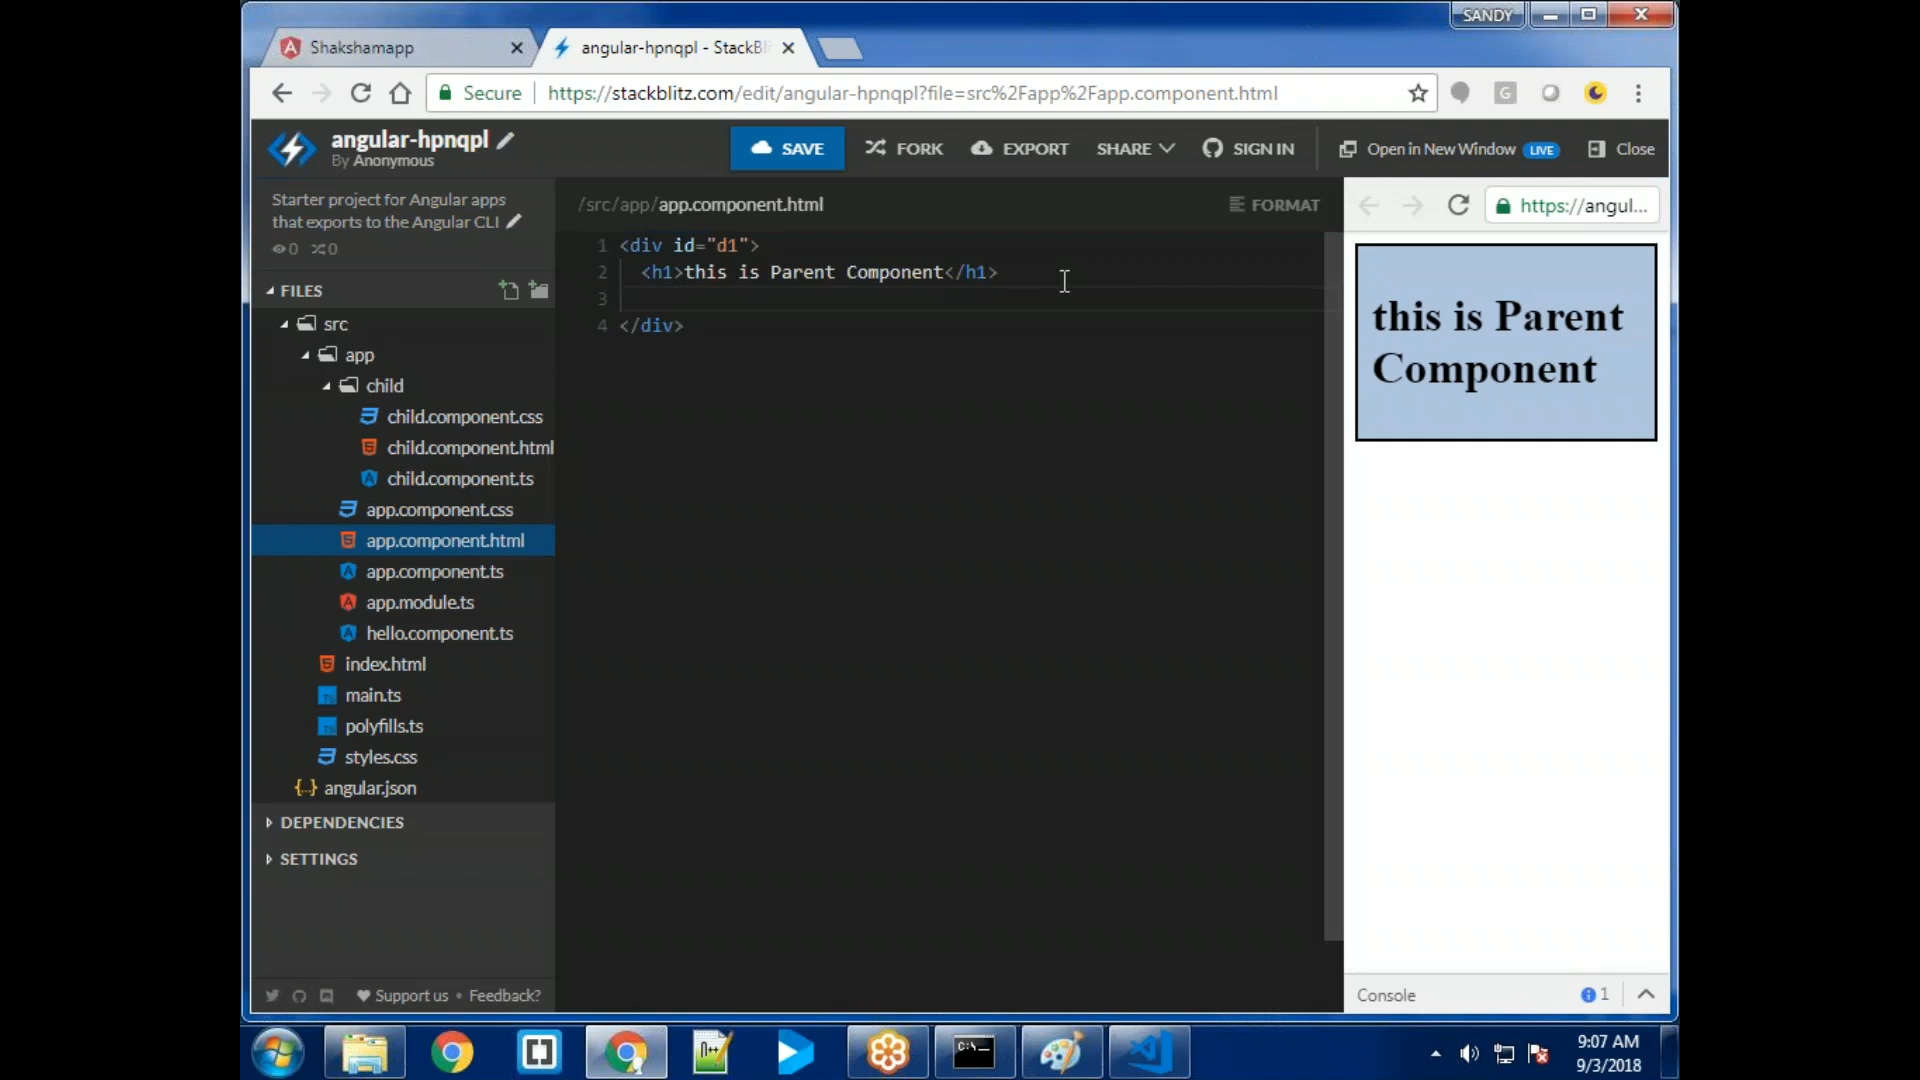 SANDY
Shakshamapp
angular-hpnqpl - StackBl
Secure
https://stackblitz.com/edit/angular-hpnqpl?file=src%2Fapp%2Fapp.component.html
G
angular-hpnqpl
By Anonymous
SAVE
FORK
EXPORT
SHARE
SIGN IN
Open in New Window
LIVE
Close
Starter project for Angular apps
that exports to the Angular CLI
0
0
/src/app/app.component.html
FORMAT
https://angul...
1 <div id="d1">
2 <h1>this is Parent Component</h1>
3
4 </div>
this is Parent
Component
FILES
src
app
child
child.component.css
child.component.html
child.component.ts
app.component.css
app.component.html
app.component.ts
app.module.ts
hello.component.ts
index.html
main.ts
polyfills.ts
styles.css
{..} angular.json
DEPENDENCIES
SETTINGS
Support us • Feedback?
Console
1
9:07 AM
9/3/2018